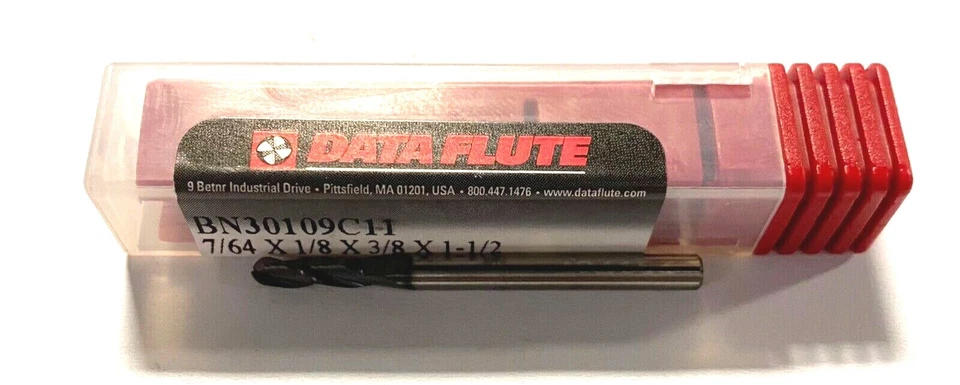 DATA FLUTE
9 Betnr Industrial Drive • Pittsfield, MA 01201, USA • 800.447.1476 • www.dataflute.com
BN30109C11
7/64 X 1/8 X 3/8 X 1-1/2